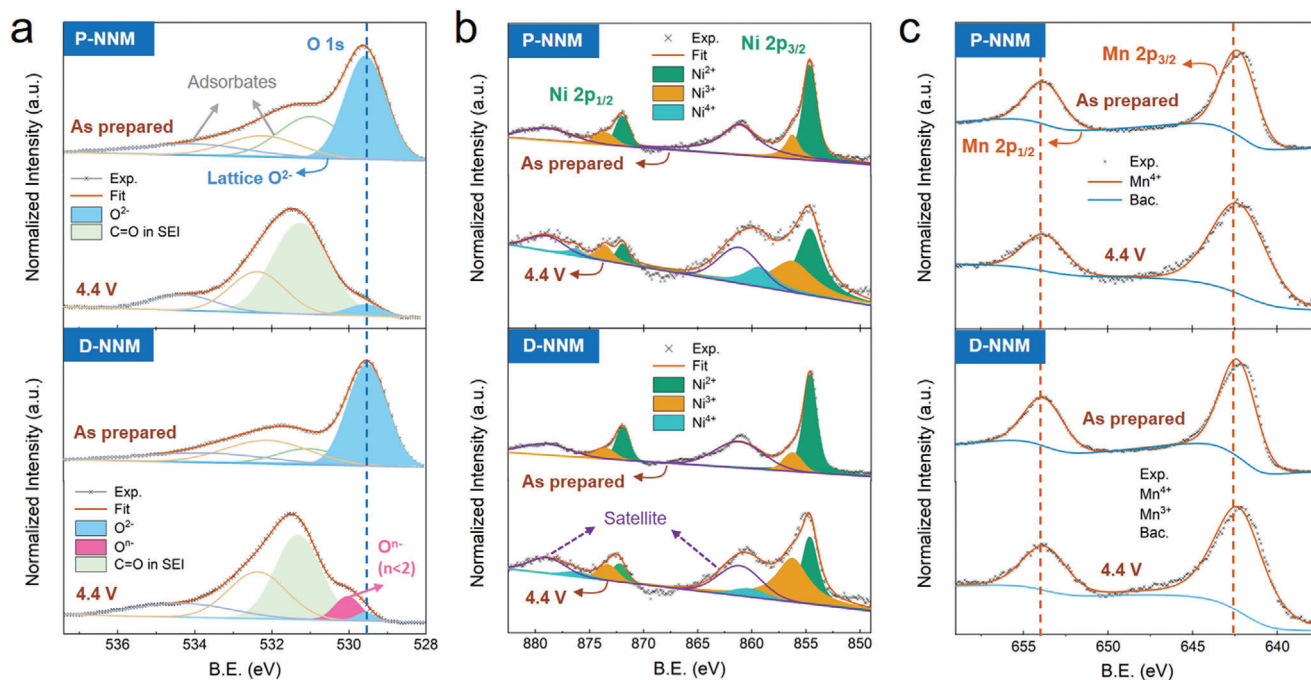 a
P-NNM
O 1s
Adsorbates
As prepared
Lattice O²⁻
Exp.
Fit
O²⁻
C=O in SEI
4.4 V
Normalized Intensity (a.u.)
D-NNM
As prepared
Exp.
Fit
O²⁻
Oⁿ⁻
C=O in SEI
Oⁿ⁻
(n<2)
4.4 V
Normalized Intensity (a.u.)
536 534 532 530 528
B.E. (eV)
b
P-NNM
Exp.
Fit
Ni²⁺
Ni³⁺
Ni⁴⁺
Ni 2p₃/₂
Ni 2p₁/₂
As prepared
4.4 V
Normalized Intensity (a.u.)
D-NNM
Exp.
Fit
Ni²⁺
Ni³⁺
Ni⁴⁺
As prepared
Satellite
4.4 V
Normalized Intensity (a.u.)
880 875 870 865 860 855 850
B.E. (eV)
c
P-NNM
Mn 2p₃/₂
As prepared
Mn 2p₁/₂
Exp.
Mn⁴⁺
Bac.
4.4 V
Normalized Intensity (a.u.)
D-NNM
As prepared
Exp.
Mn⁴⁺
Mn³⁺
Bac.
4.4 V
Normalized Intensity (a.u.)
655 650 645 640
B.E. (eV)